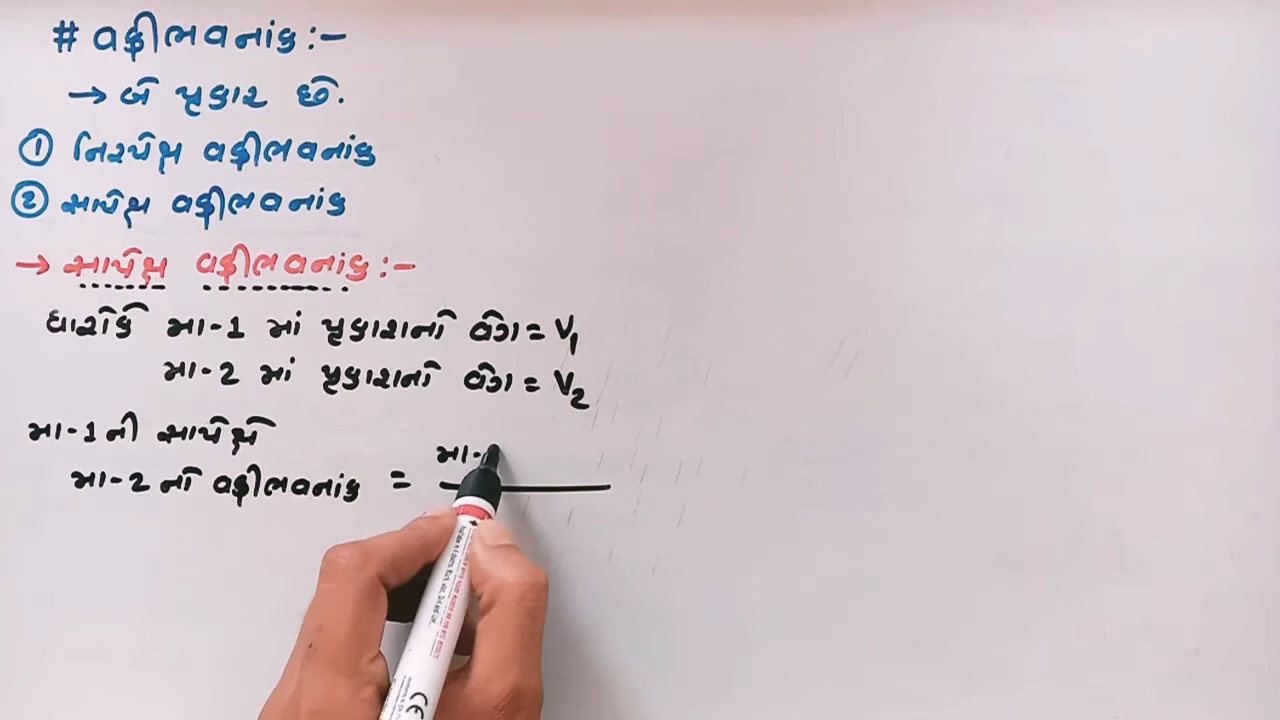 # વક્રીભવનાંક :-
→ બે પ્રકાર છે.
① નિરપેક્ષ વક્રીભવનાંક
② સાપેક્ષ વક્રીભવનાંક
→ સાપેક્ષ વક્રીભવનાંક :-
ધારોકે મા-1 માં પ્રકાશનો વેગ = V₁
મા-2 માં પ્રકાશનો વેગ = V₂
મા-1 ની સાપેક્ષે
મા-2 નો વક્રીભવનાંક =
મા-
CE